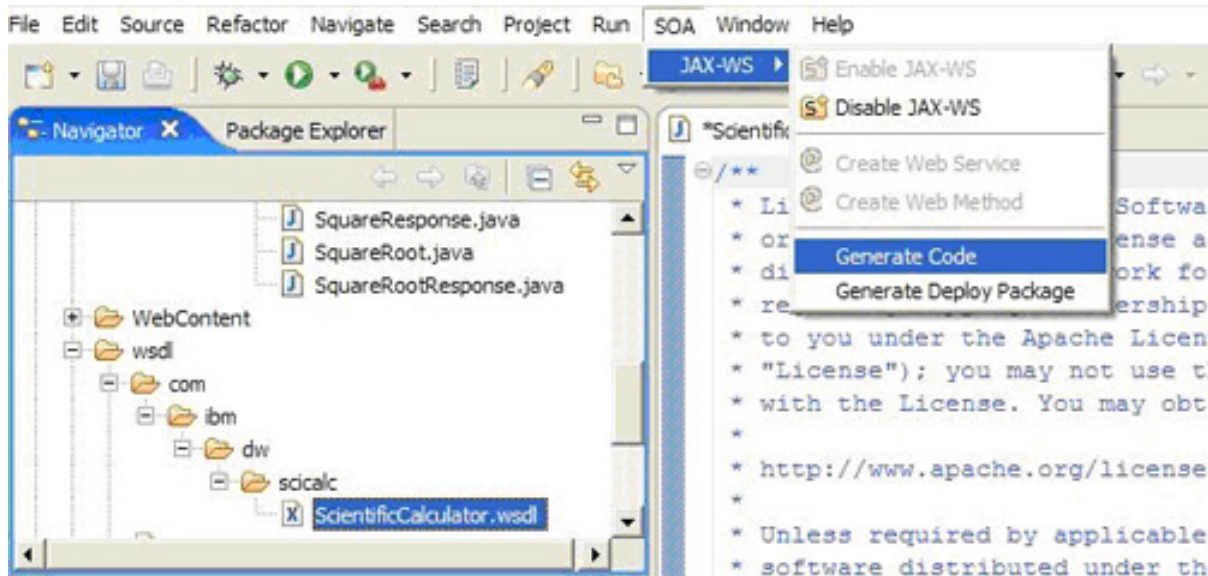 File Edit Source Refactor Navigate Search Project Run SOA Window Help
JAX-WS
Enable JAX-WS
Disable JAX-WS
Create Web Service
Create Web Method
Generate Code
Generate Deploy Package
Navigator Package Explorer
SquareResponse.java
SquareRoot.java
SquareRootResponse.java
WebContent
wsdl
com
ibm
dw
scicalc
ScientificCalculator.wsdl
*Scientific
/**
* Li Softwa
* or ense a
* di ork fo
* re ership
* to you under the Apache Licen
* "License"); you may not use t
* with the License. You may obt
*
* http://www.apache.org/license
*
* Unless required by applicable
* software distributed under th